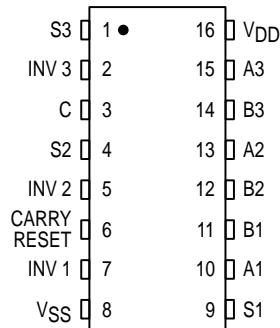 S3 1 16 VDD
INV 3 2 15 A3
C 3 14 B3
S2 4 13 A2
INV 2 5 12 B2
CARRY
RESET 6 11 B1
INV 1 7 10 A1
VSS 8 9 S1